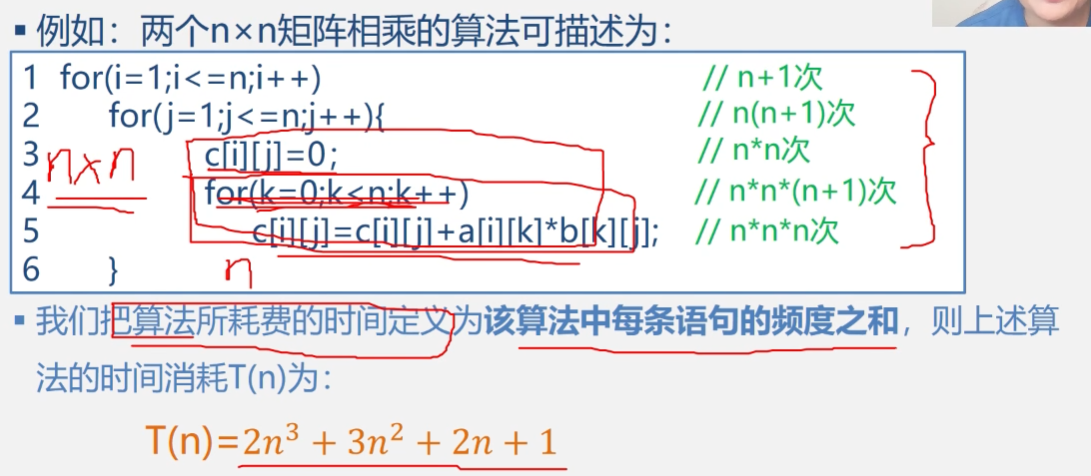 ▪ 例如：两个n×n矩阵相乘的算法可描述为：
1 for(i=1;i<=n;i++) // n+1次
2 for(j=1;j<=n;j++){ // n(n+1)次
3 c[i][j]=0; // n*n次
n×n
4 for(k=0;k<n;k++) // n*n*(n+1)次
5 c[i][j]=c[i][j]+a[i][k]*b[k][j]; // n*n*n次
6 }
n
▪ 我们把算法所耗费的时间定义为该算法中每条语句的频度之和，则上述算
法的时间消耗T(n)为：
T(n)=2n³ + 3n² + 2n + 1